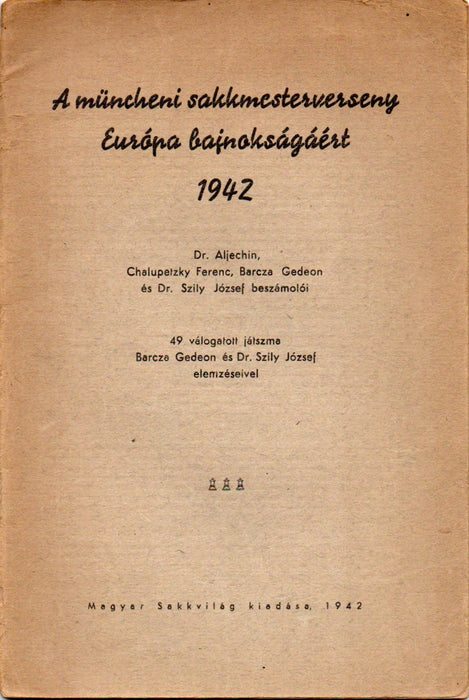 A müncheni sakkmesterverseny
Európa bajnokságáért
1942
Dr. Aljechin,
Chalupetzky Ferenc, Barcza Gedeon
és Dr. Szily József beszámolói
49 válogatott játszma
Barcza Gedeon és Dr. Szily József
elemzéseivel
Magyar Sakkvilág kiadása, 1942